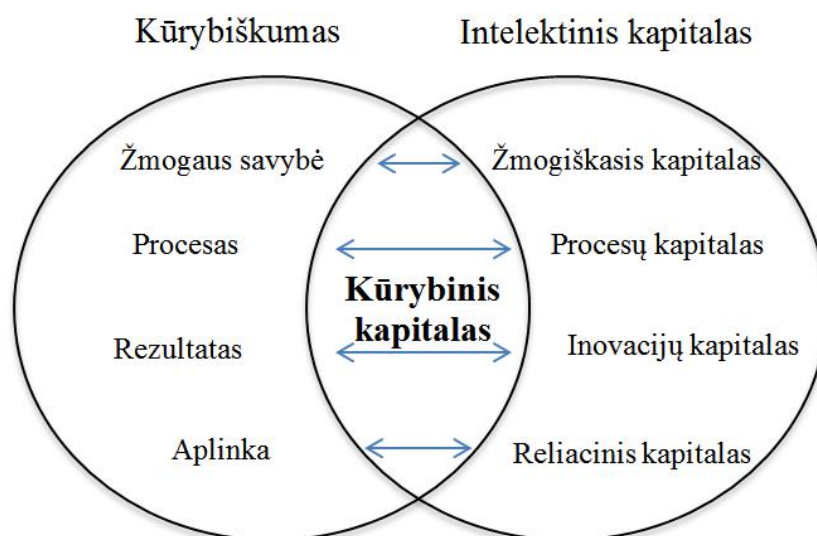 Kūrybiškumas
Intelektinis kapitalas
Žmogaus savybė
Žmogiškasis kapitalas
Procesas
Procesų kapitalas
Kūrybinis
kapitalas
Rezultatas
Inovacijų kapitalas
Aplinka
Reliacinis kapitalas